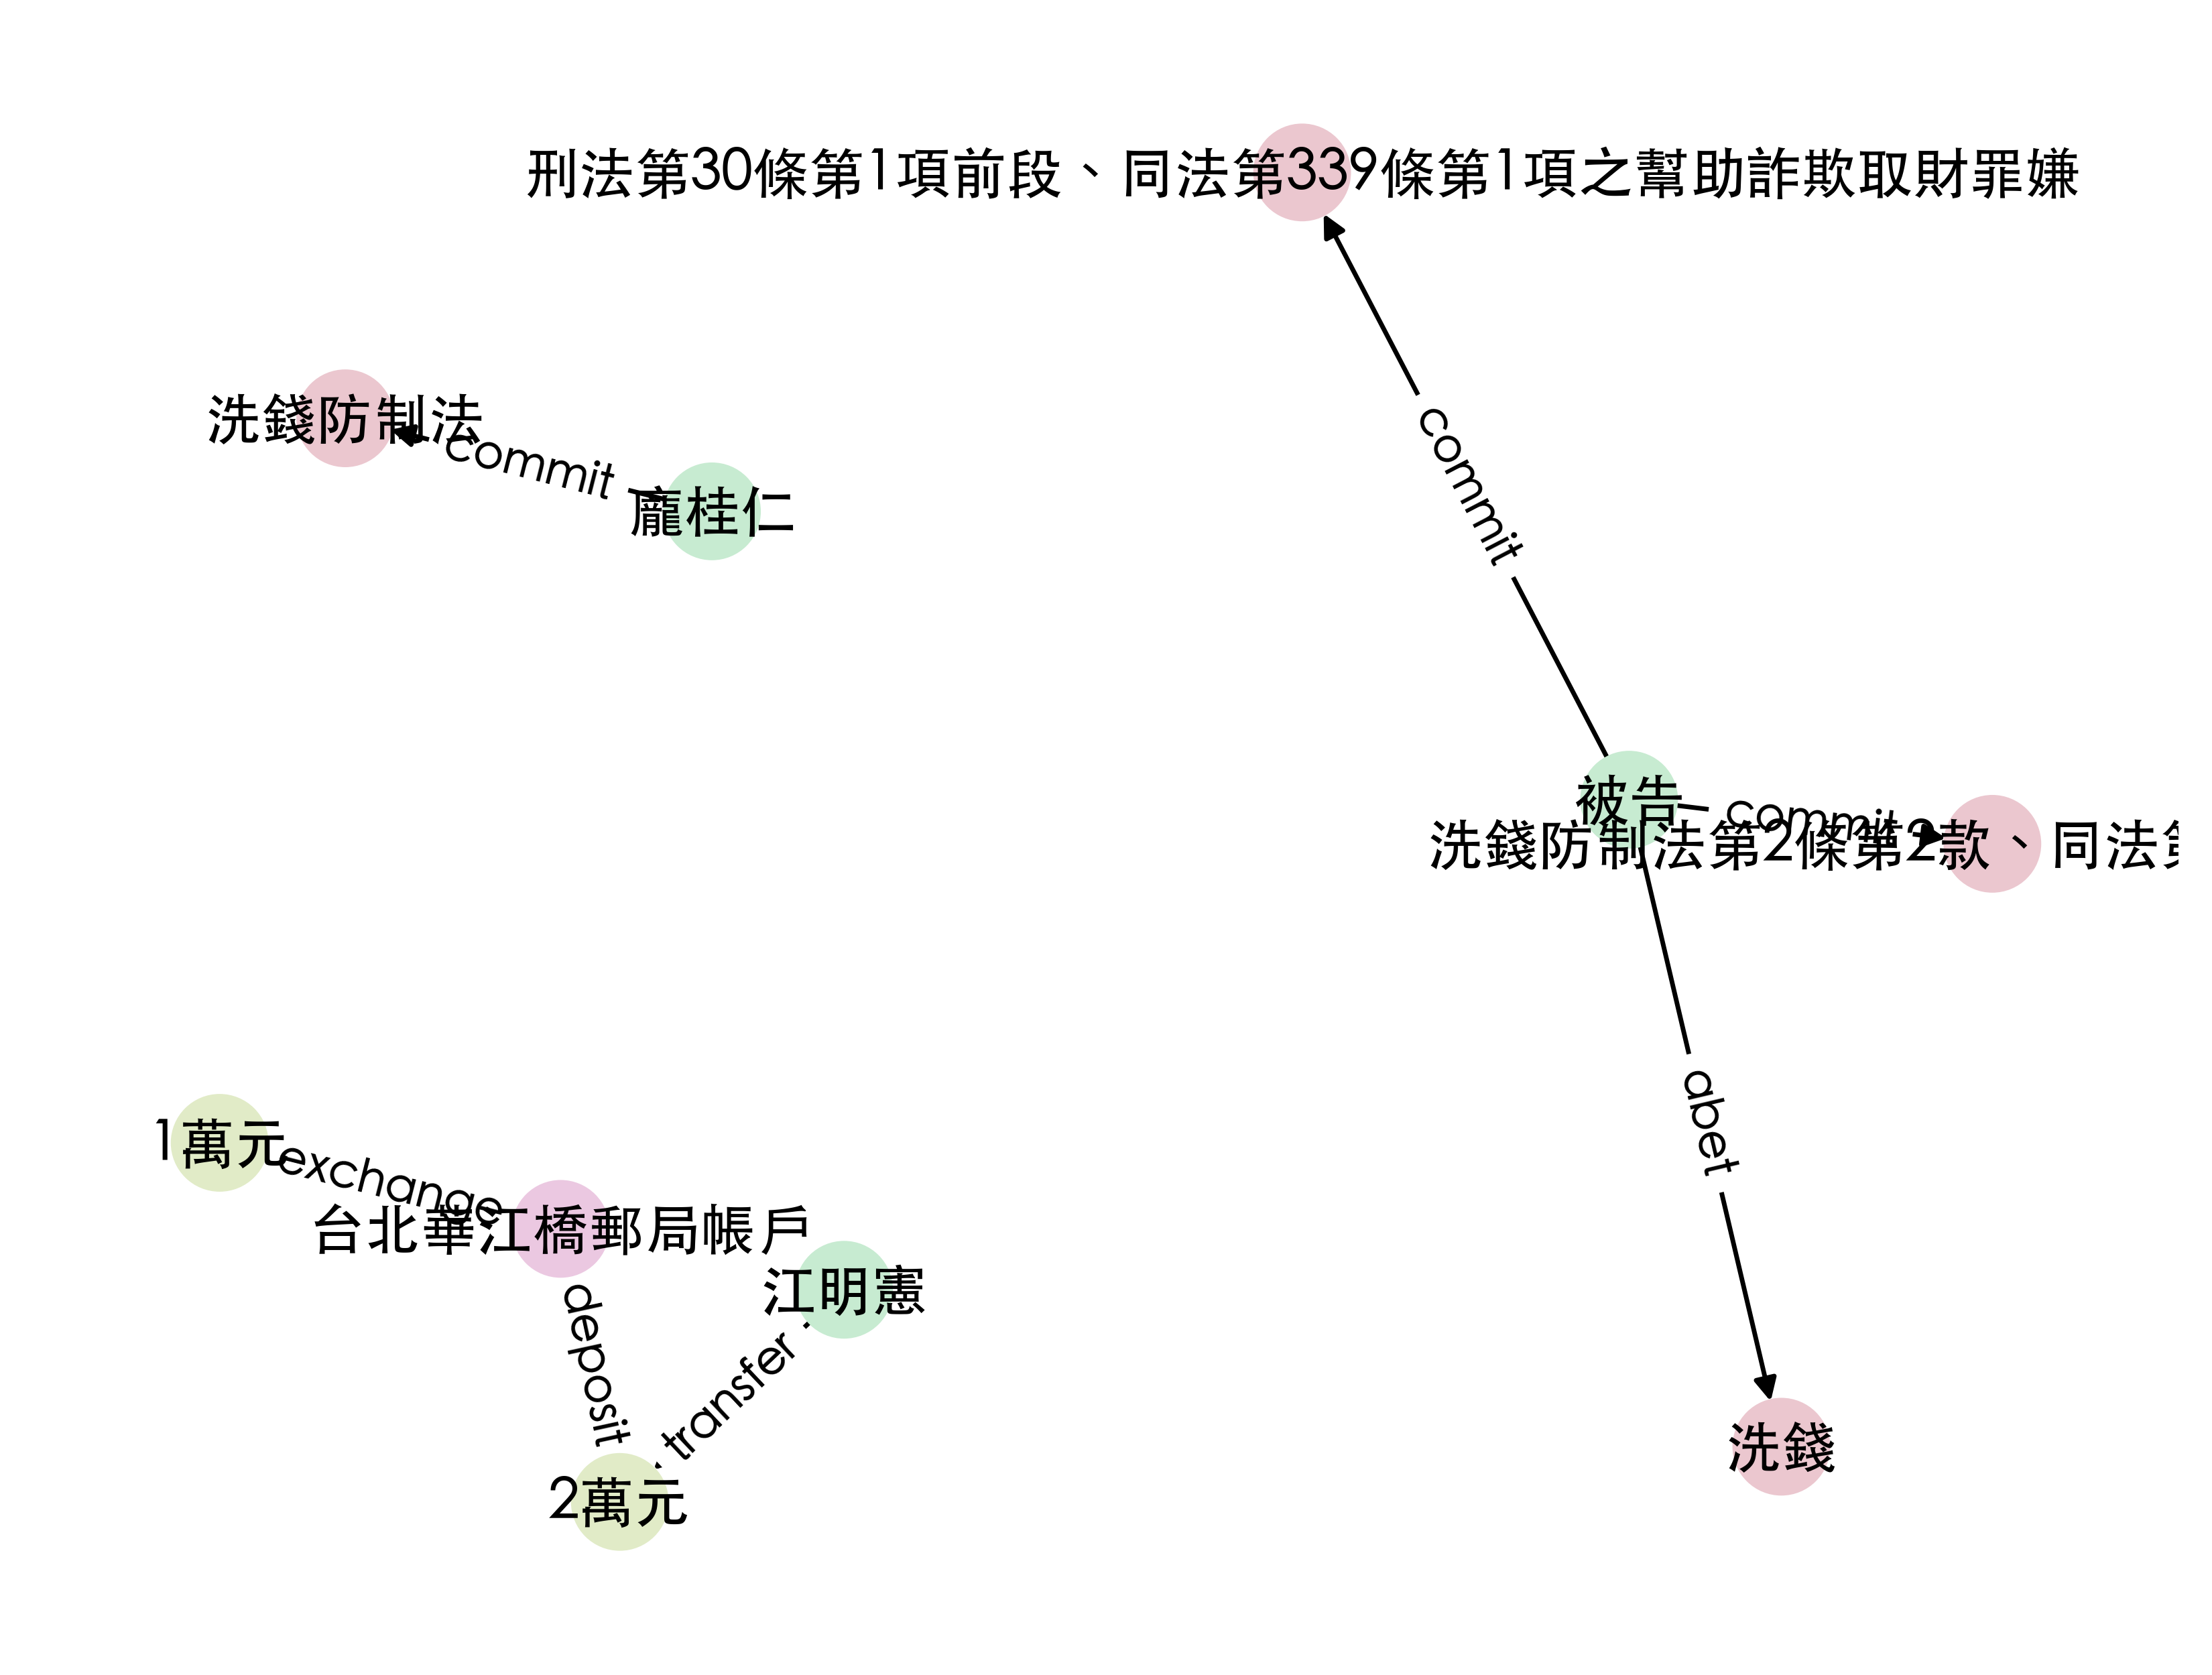 刑法第30條第1項前段、同法第339條第1項之幫助詐欺取財罪嫌
commit
洗錢防制法
commit
龐桂仁
被告
commit
洗錢防制法第2條第2款、同法
abet
1萬元
exchange
台北華江橋郵局帳戶
江明憲
deposit
transfer
2萬元
洗錢